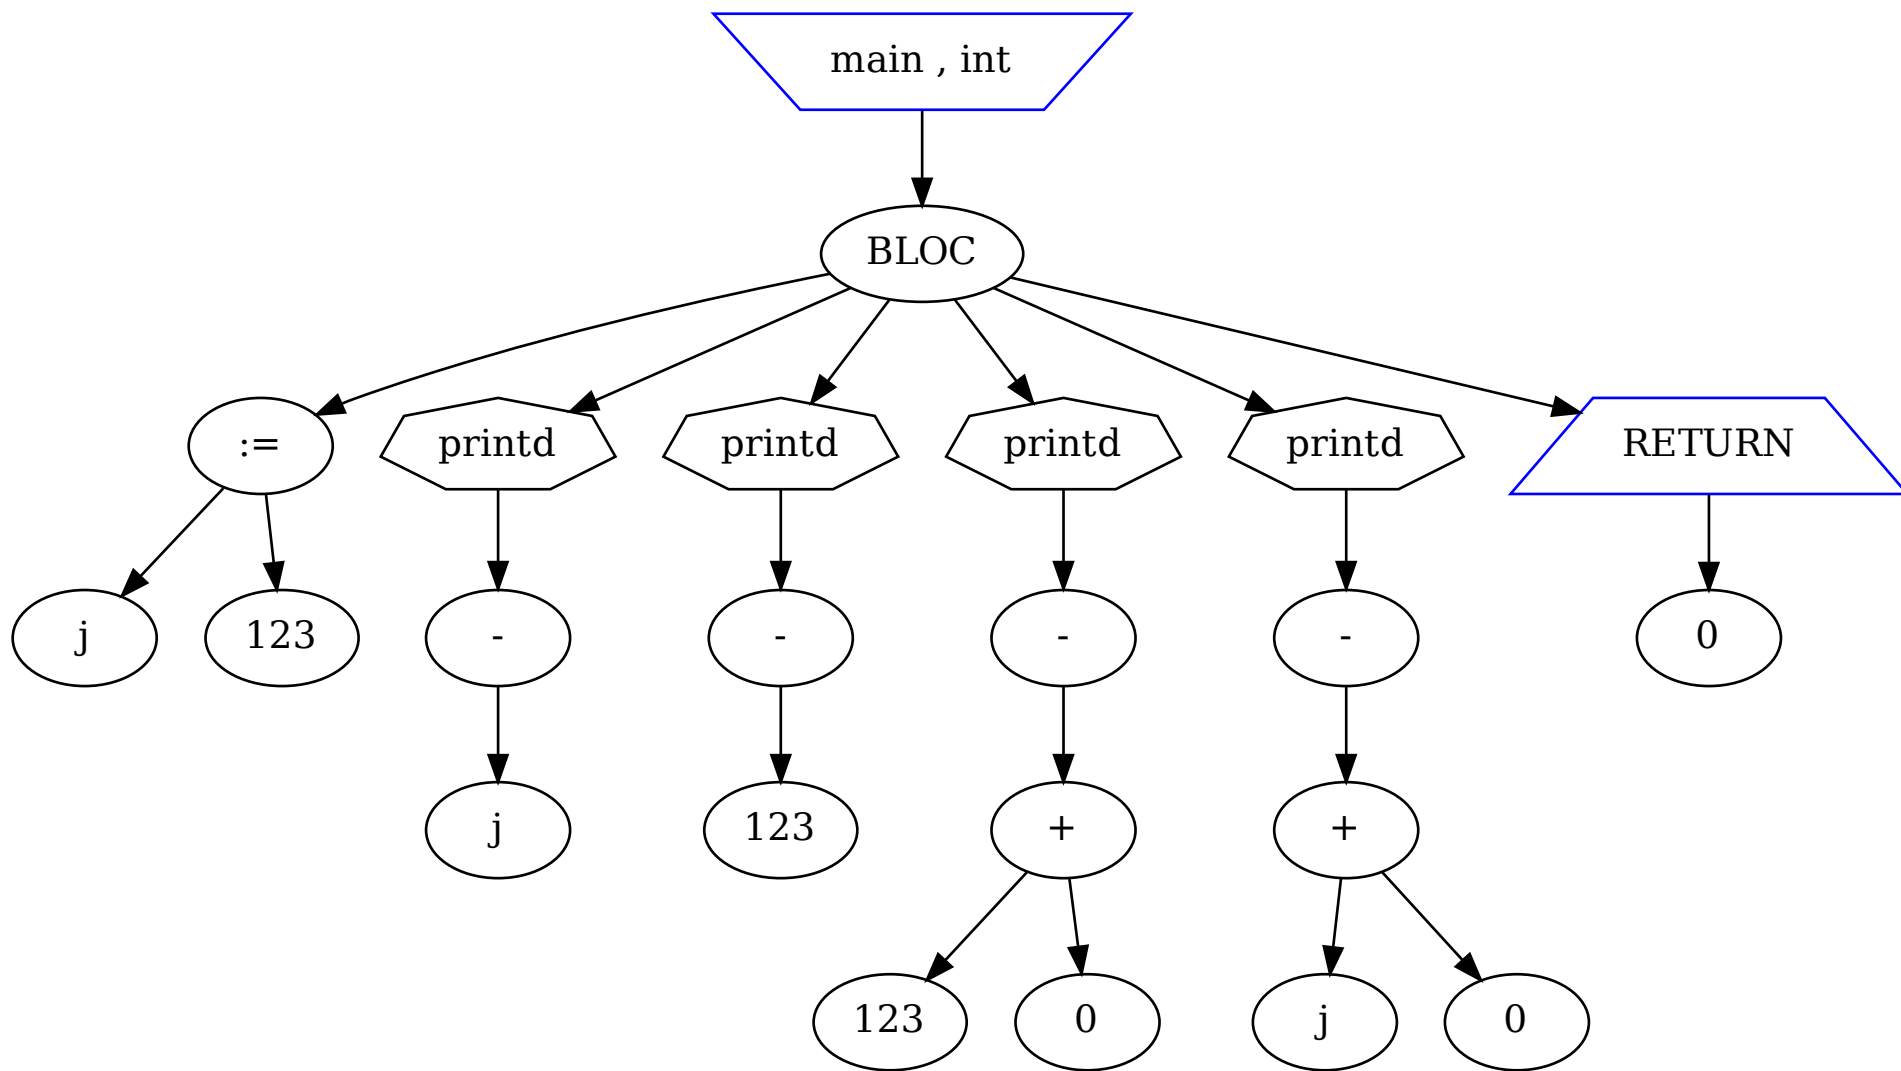 main , int
BLOC
:=
printd
printd
printd
printd
RETURN
j
123
-
-
-
-
0
j
123
+
+
123
0
j
0